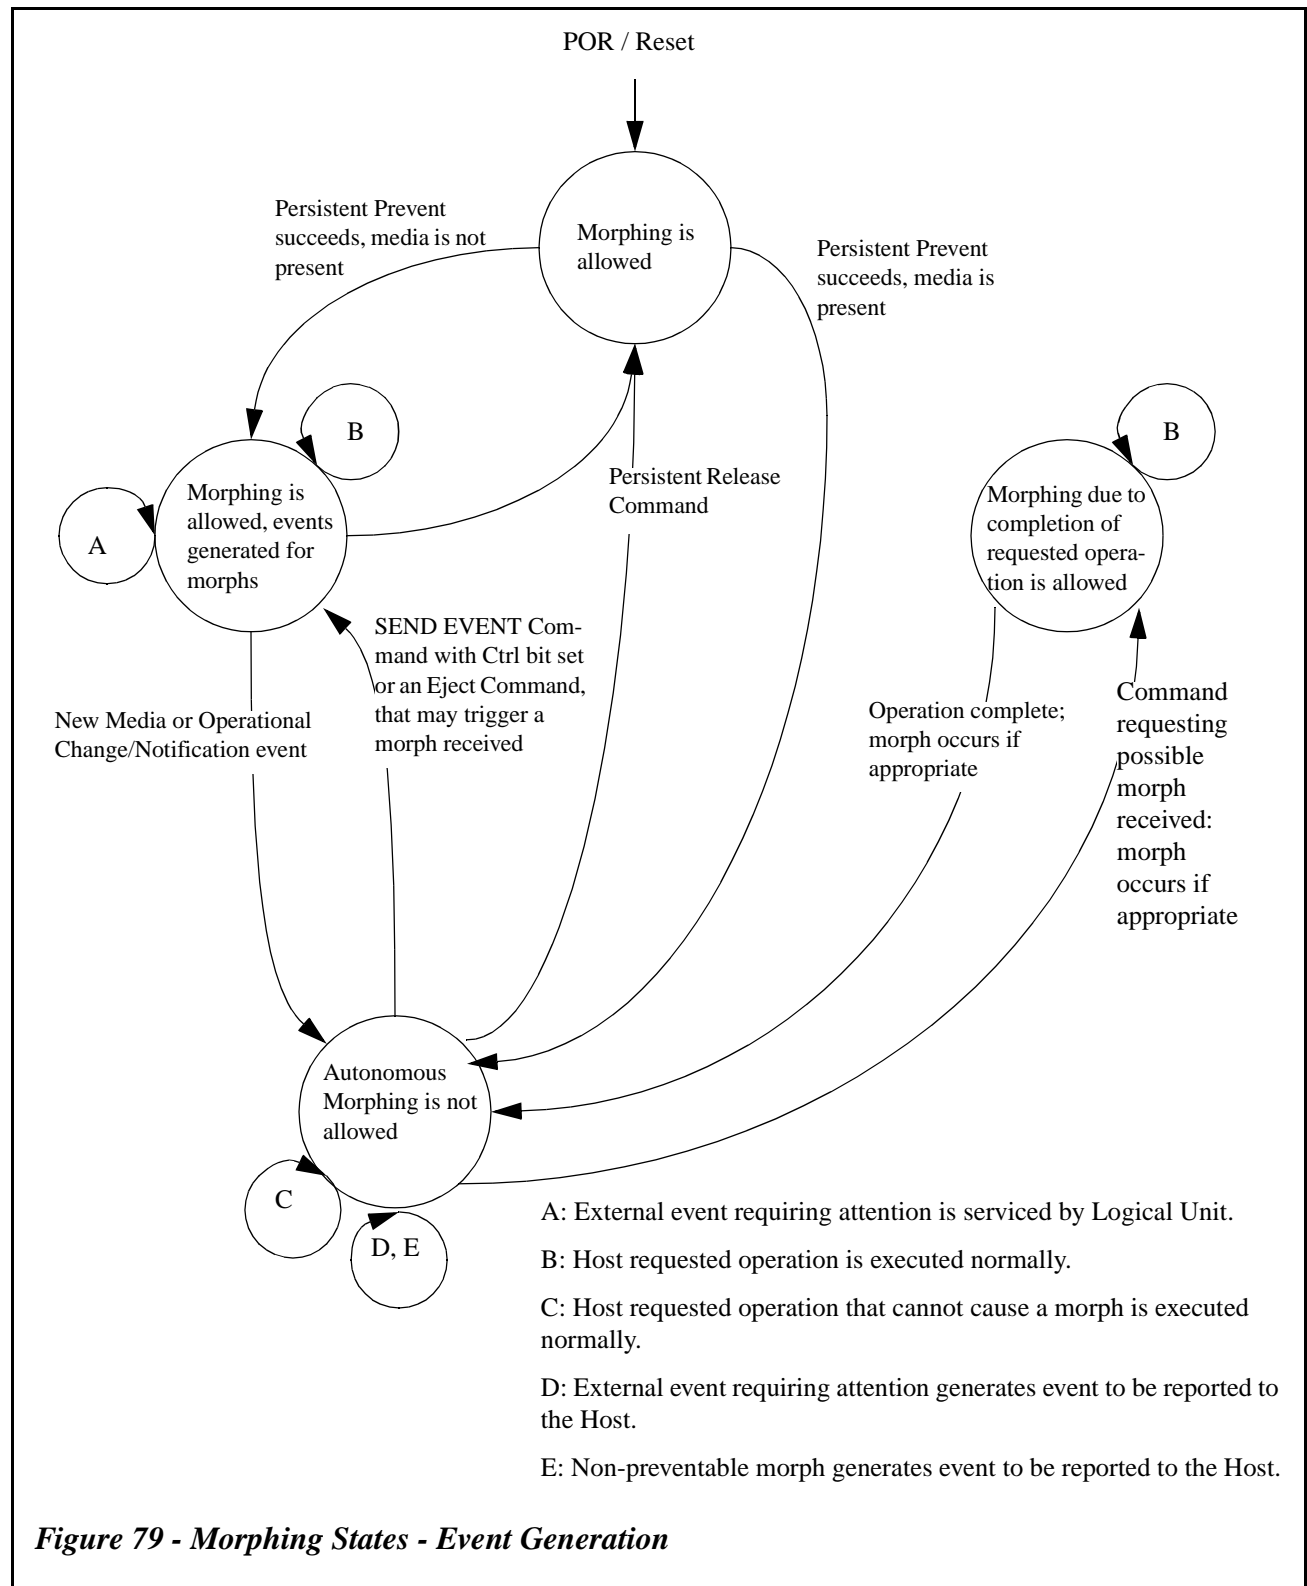 POR / Reset
Persistent Prevent
succeeds, media is not
present
Morphing is
allowed
Persistent Prevent
succeeds, media is
present
B
A
Morphing is
allowed, events
generated for
morphs
Persistent Release
Command
B
Morphing due to
completion of
requested opera-
tion is allowed
SEND EVENT Com-
mand with Ctrl bit set
or an Eject Command,
that may trigger a
morph received
New Media or Operational
Change/Notification event
Operation complete;
morph occurs if
appropriate
Command
requesting
possible
morph
received:
morph
occurs if
appropriate
Autonomous
Morphing is not
allowed
C
D, E
A: External event requiring attention is serviced by Logical Unit.
B: Host requested operation is executed normally.
C: Host requested operation that cannot cause a morph is executed
normally.
D: External event requiring attention generates event to be reported to
the Host.
E: Non-preventable morph generates event to be reported to the Host.
Figure 79 - Morphing States - Event Generation